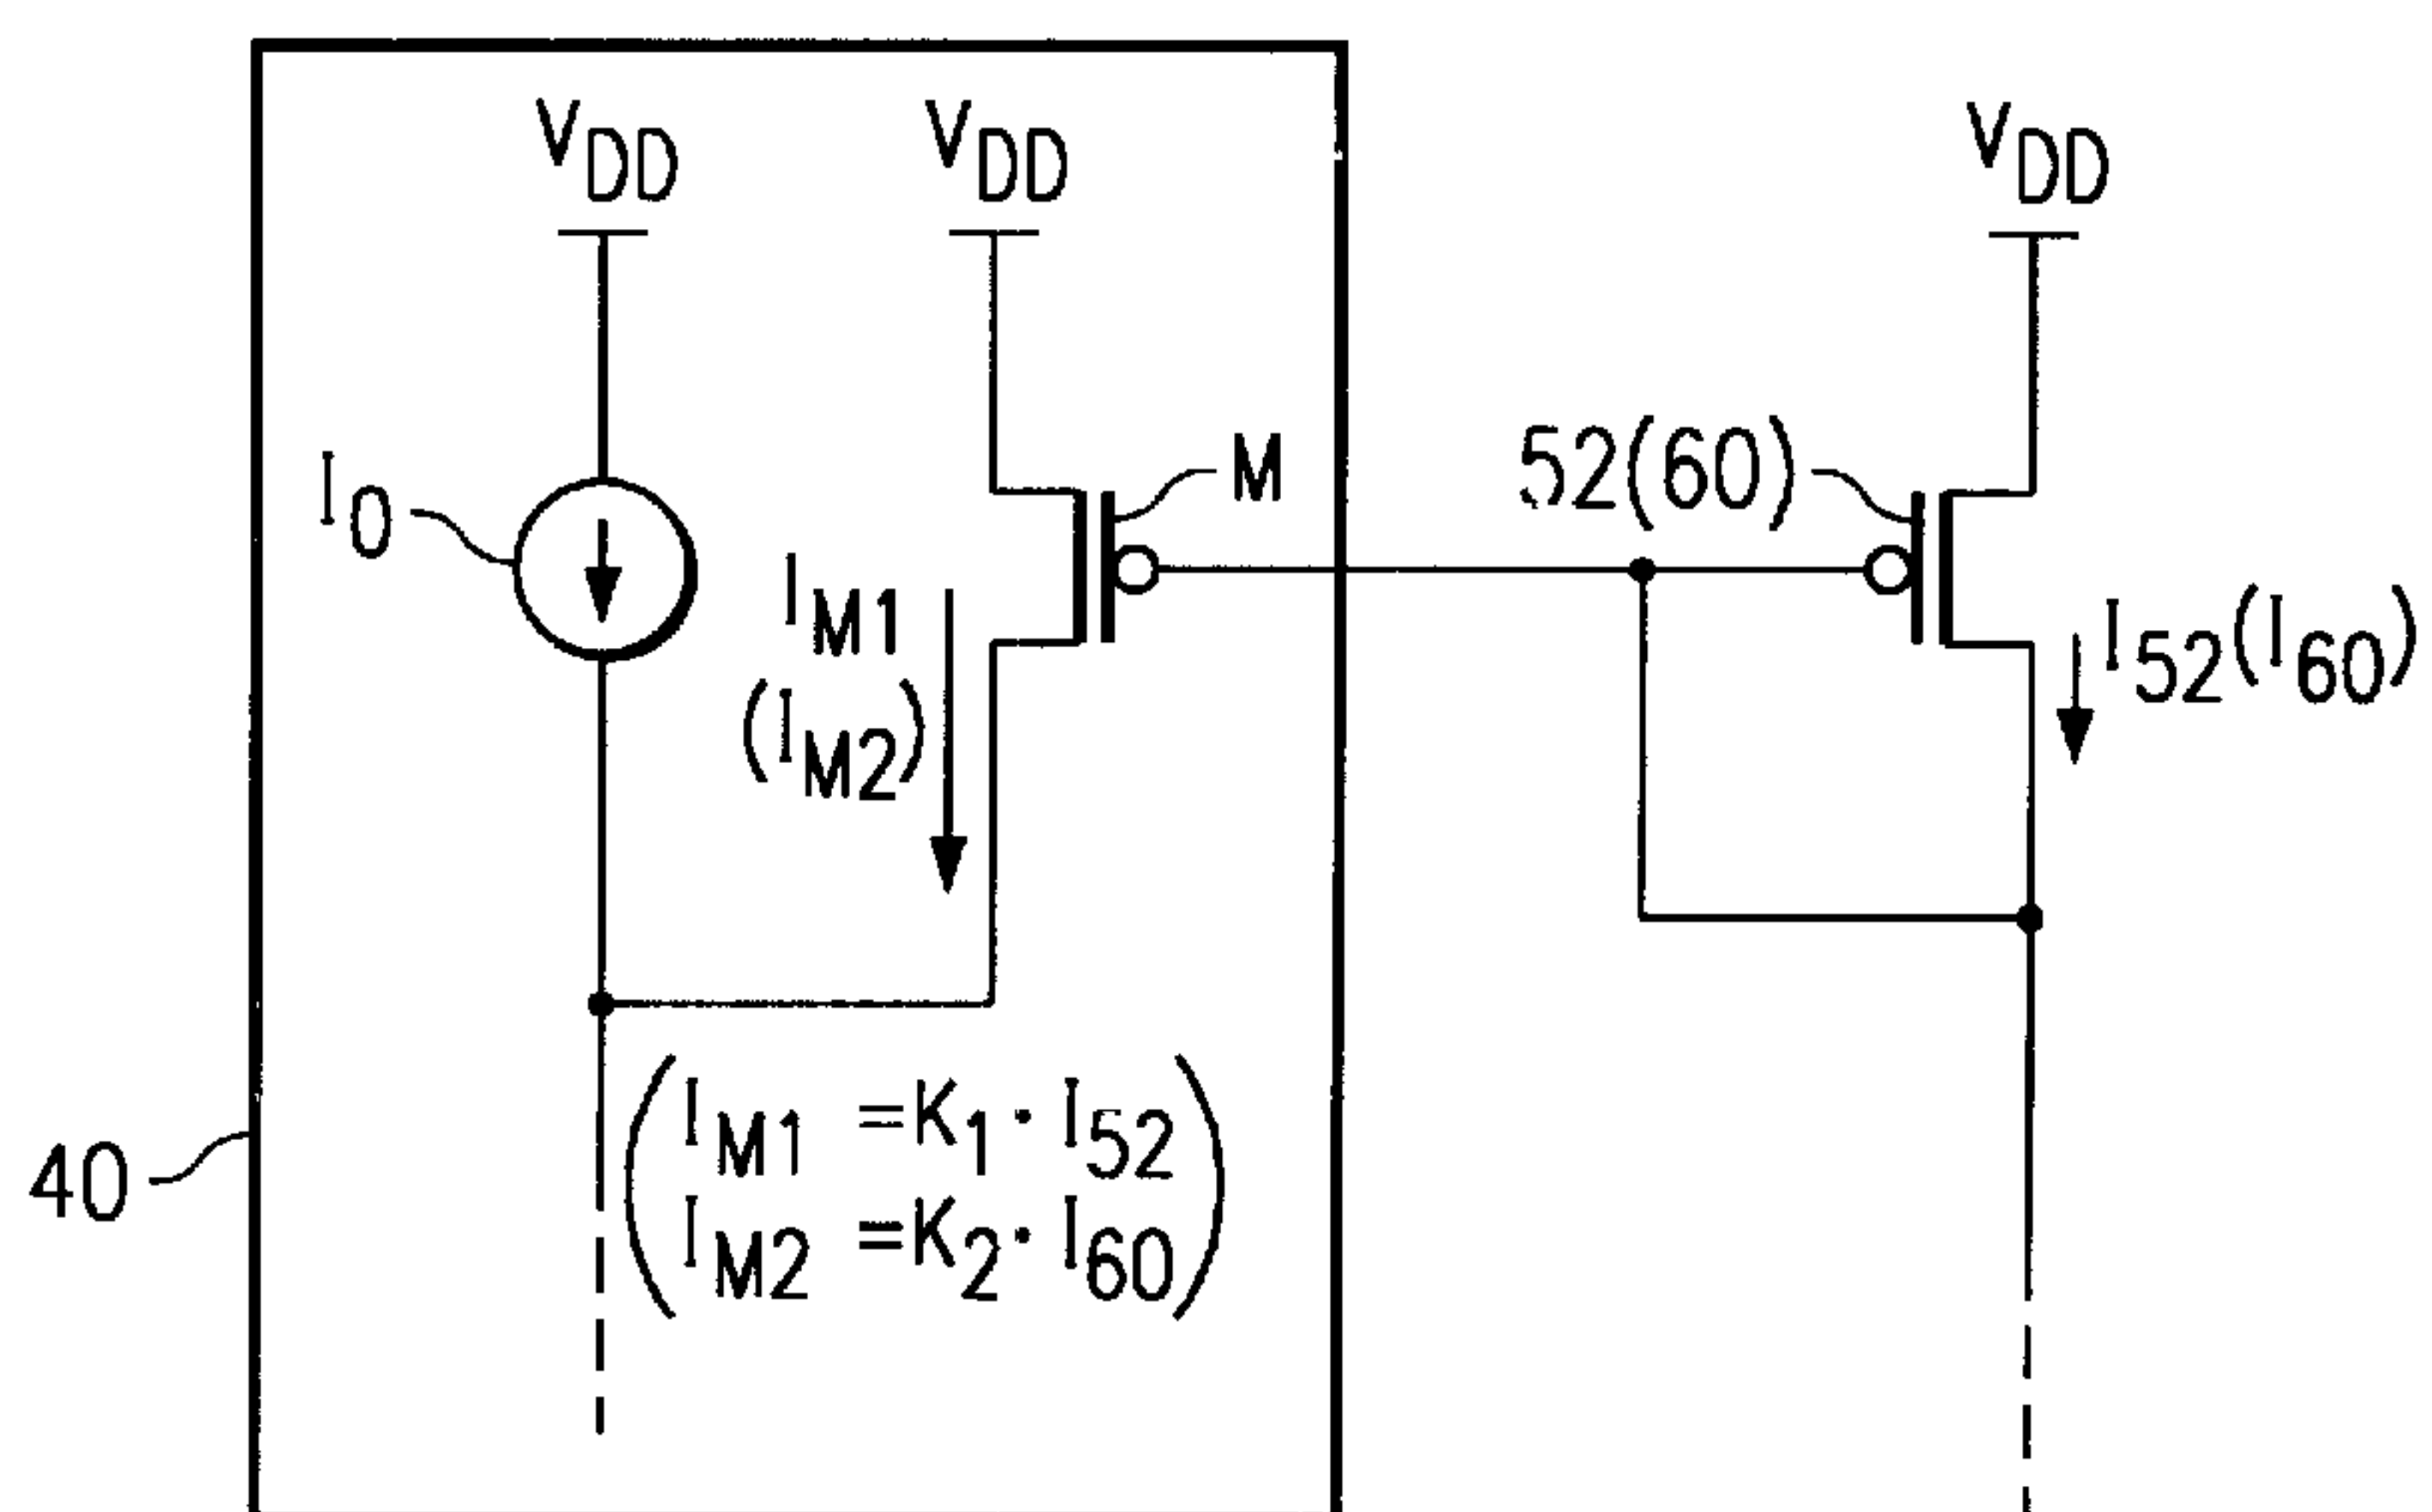 VDD
VDD
VDD
I0
M
52(60)
IM1
(IM2)
I52(I60)
(IM1 =K1· I52
IM2 =K2· I60)
40